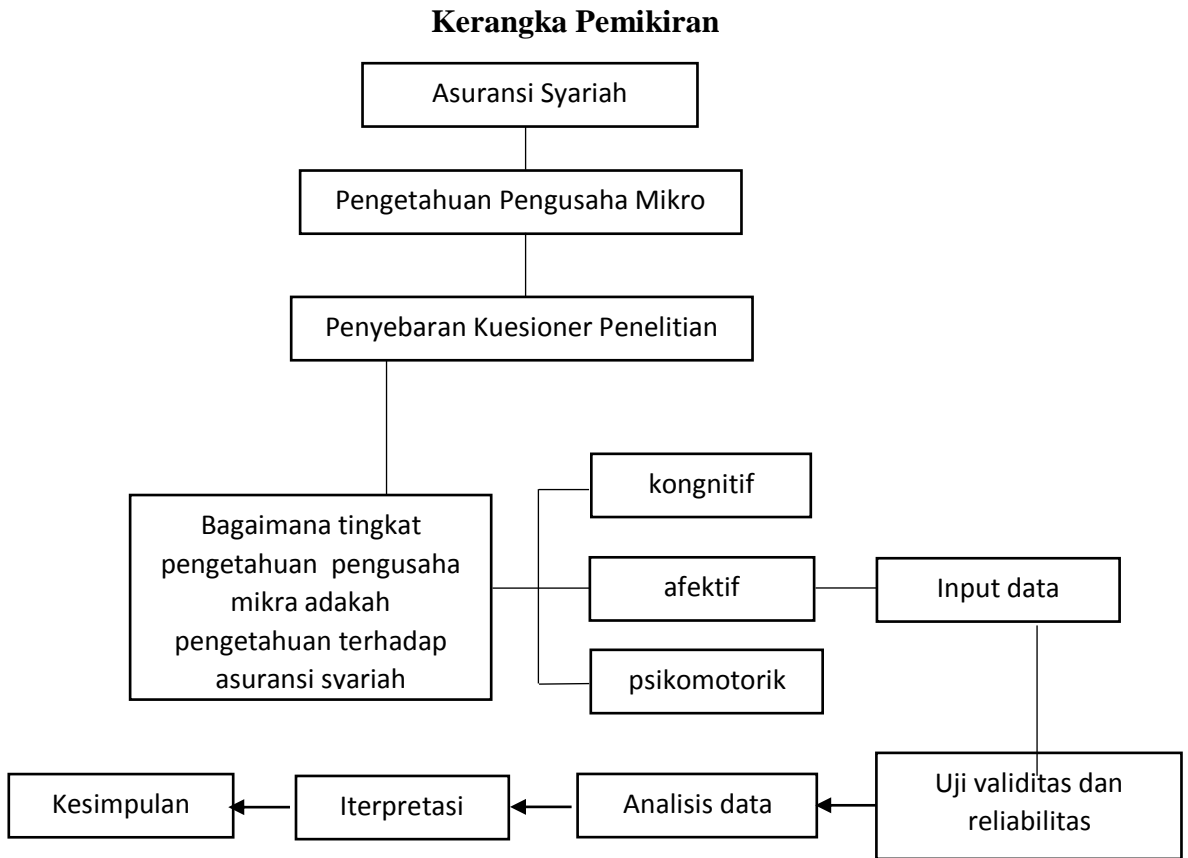 Kerangka Pemikiran
Asuransi Syariah
Pengetahuan Pengusaha Mikro
Penyebaran Kuesioner Penelitian
Bagaimana tingkat
pengetahuan pengusaha
mikra adakah
pengetahuan terhadap
asuransi syariah
kongnitif
afektif
psikomotorik
Input data
Uji validitas dan
reliabilitas
Analisis data
Iterpretasi
Kesimpulan